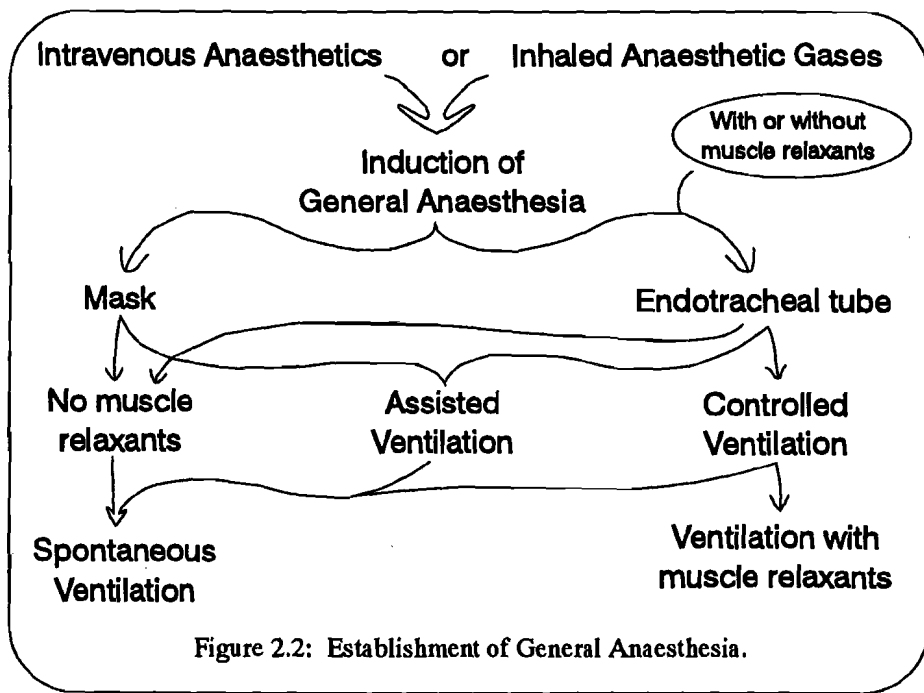 Intravenous Anaesthetics or Inhaled Anaesthetic Gases
With or without
muscle relaxants
Induction of
General Anaesthesia
Mask
Endotracheal tube
No muscle
relaxants
Assisted
Ventilation
Controlled
Ventilation
Spontaneous
Ventilation
Ventilation with
muscle relaxants
Figure 2.2: Establishment of General Anaesthesia.